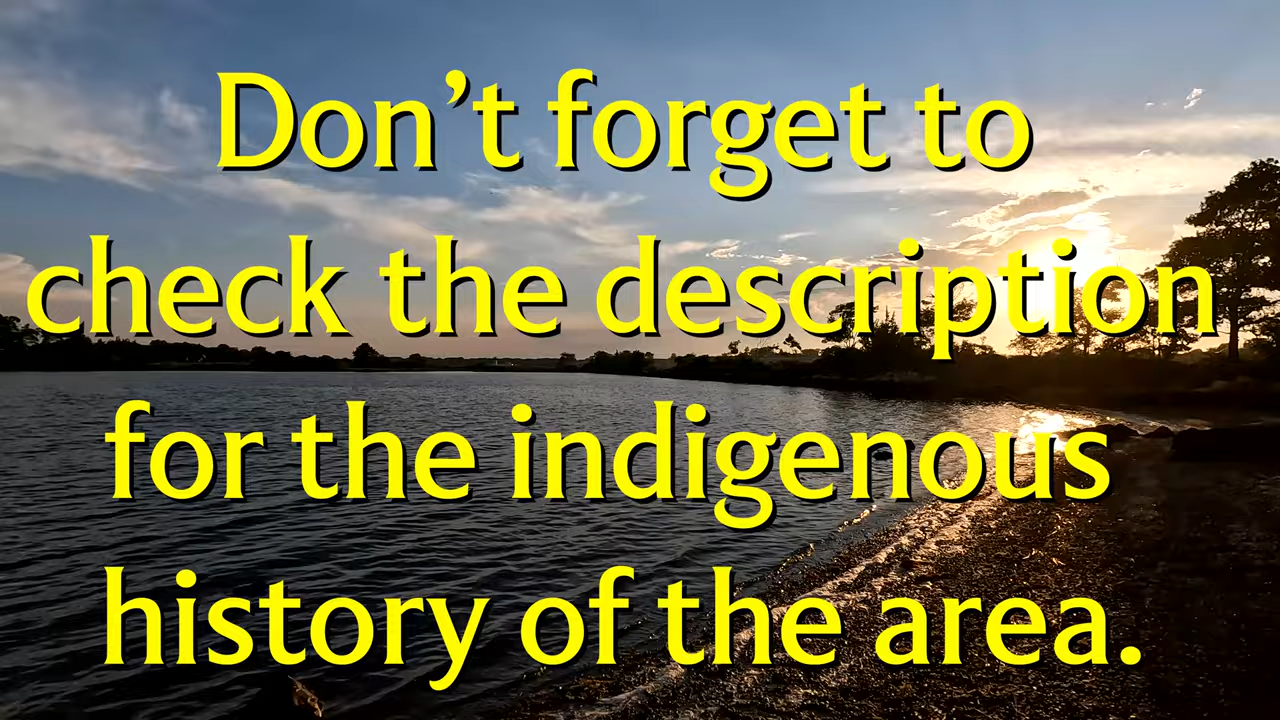 Don’t forget to
check the description
for the indigenous
history of the area.